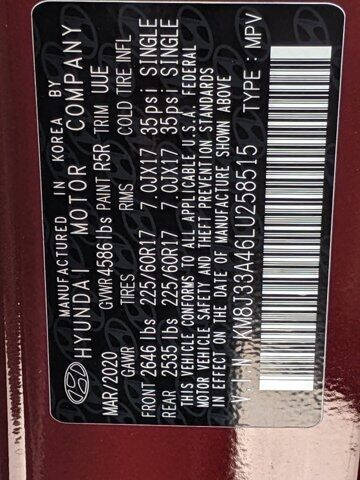 MANUFACTURED IN KOREA BY
HYUNDAI MOTOR COMPANY
MAR/2020 GVWR 4586 lbs PAINT R5R TRIM UUE
GAWR TIRES RIMS COLD TIRE INFL
FRONT 2646 lbs 225/60R17 7.0JX17 35psi SINGLE
REAR 2536 lbs 225/60R17 7.0JX17 35psi SINGLE
THIS VEHICLE CONFORMS TO ALL APPLICABLE U.S.A. FEDERAL
MOTOR VEHICLE SAFETY AND THEFT PREVENTION STANDARDS
IN EFFECT ON THE DATE OF MANUFACTURE SHOWN ABOVE
V.I.N: KM8J33A46LU258515 TYPE: MPV